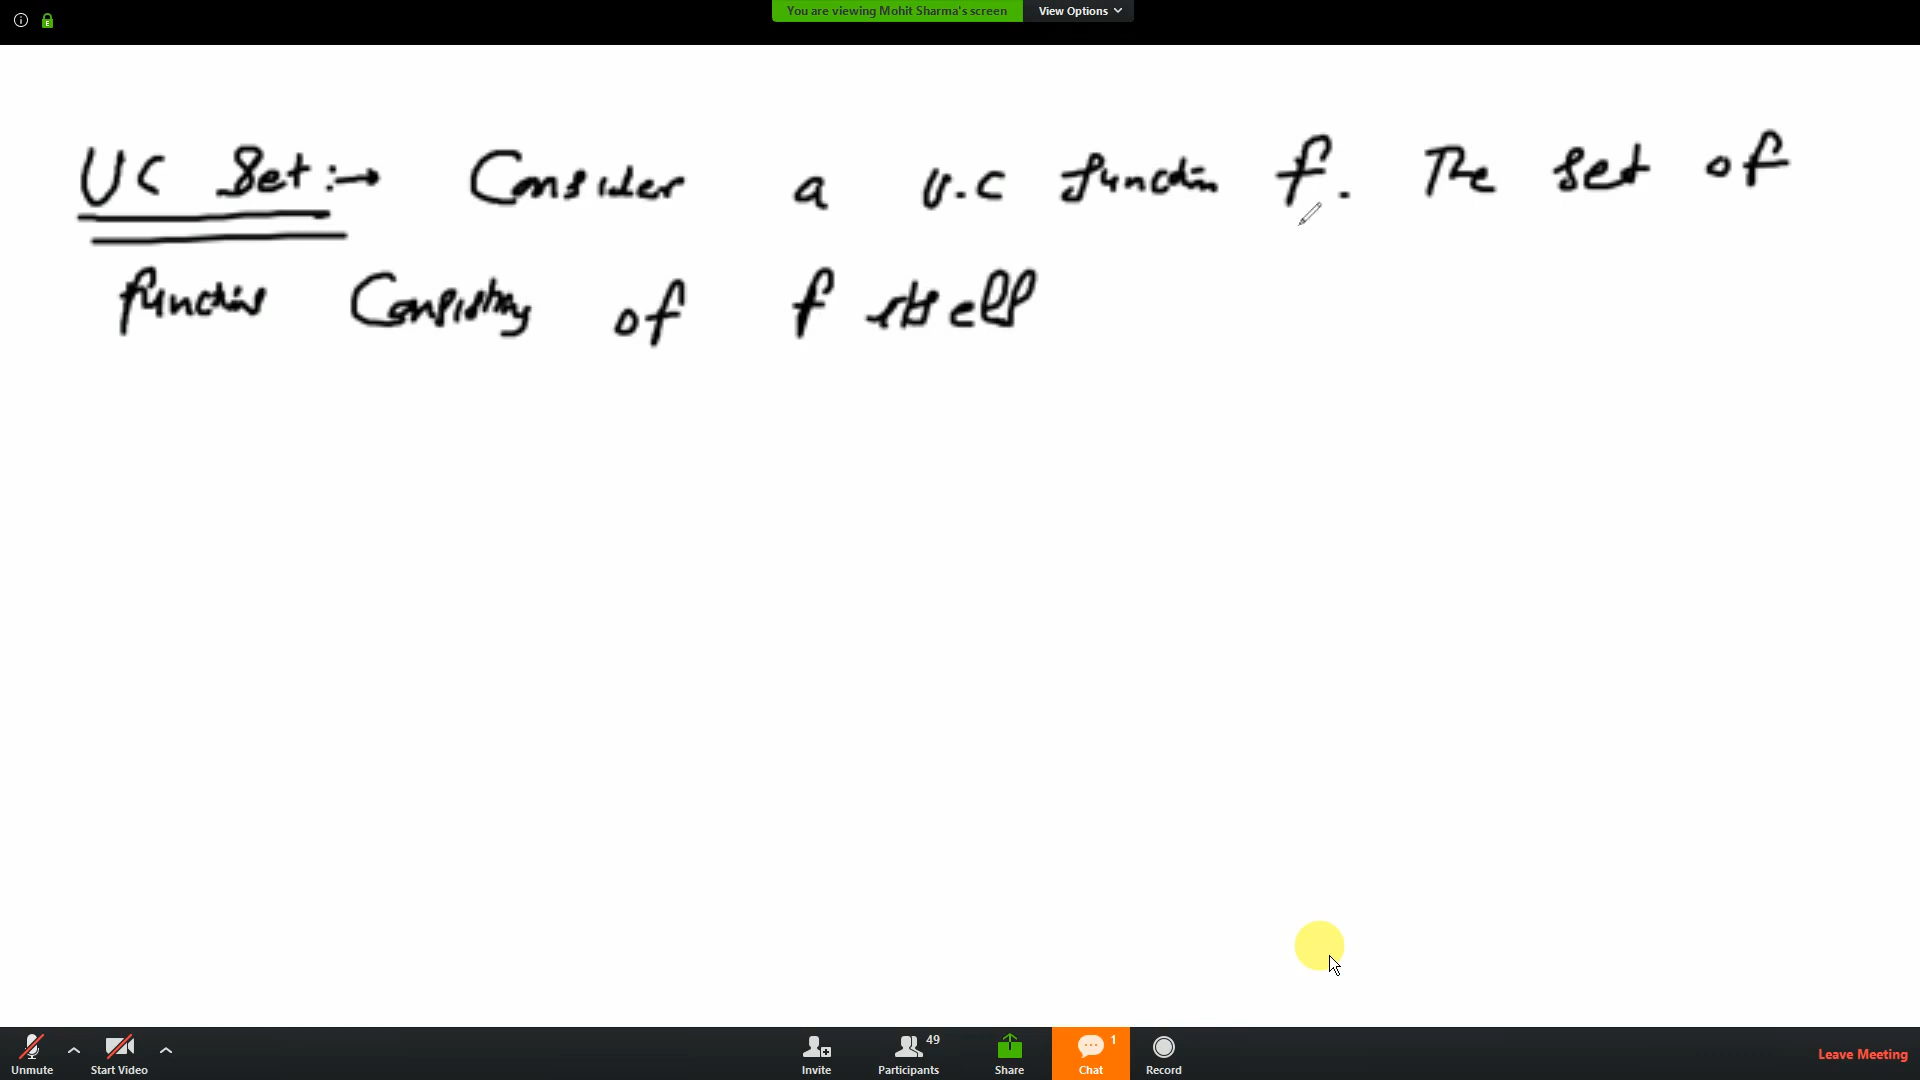 You are viewing Mohit Sharma's screen View Options
UC Set :→ Consider a U.C function f. The set of
functions Consisting of f itself
Unmute Start Video Invite Participants 49 Share Chat 1 Record Leave Meeting